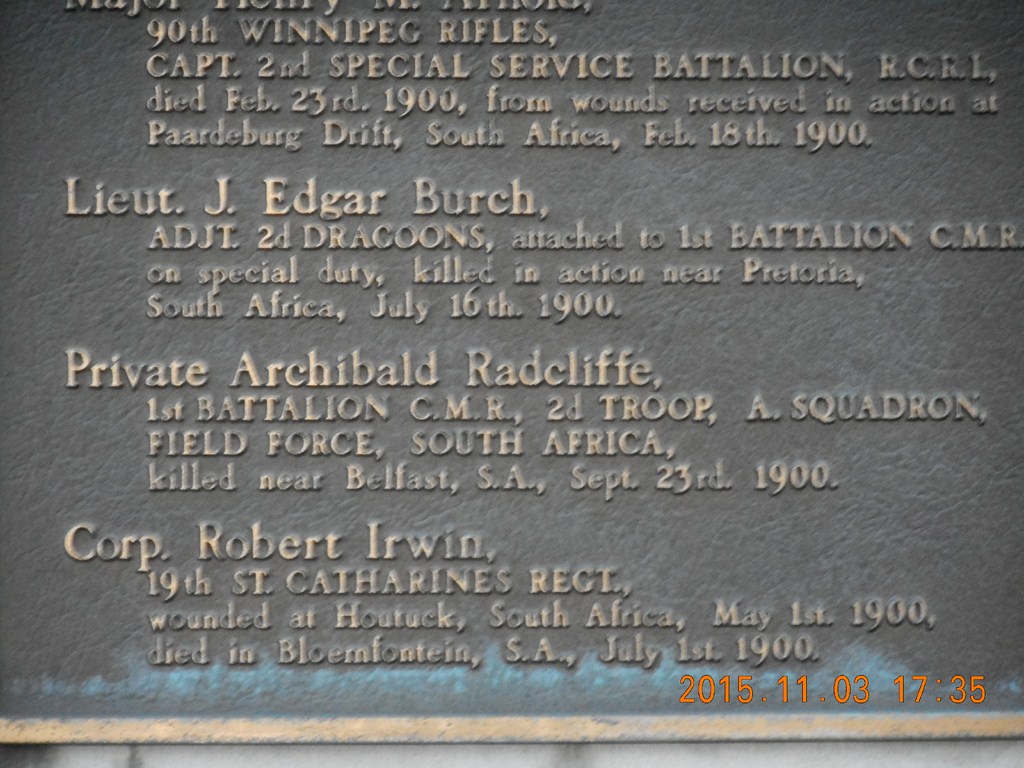 Major Henry M. Arnold,
90th WINNIPEG RIFLES,
CAPT. 2nd SPECIAL SERVICE BATTALION, R.C.R.I.,
died Feb. 23rd. 1900, from wounds received in action at
Paardeburg Drift, South Africa, Feb. 18th. 1900.
Lieut. J. Edgar Burch,
ADJT. 2d DRAGOONS, attached to 1st BATTALION C.M.R.
on special duty, killed in action near Pretoria,
South Africa, July 16th. 1900.
Private Archibald Radcliffe,
1st BATTALION C.M.R., 2d TROOP, A. SQUADRON,
FIELD FORCE, SOUTH AFRICA,
killed near Belfast, S.A., Sept. 23rd. 1900.
Corp. Robert Irwin,
19th ST. CATHARINES REGT.,
wounded at Houtuck, South Africa, May 1st. 1900,
died in Bloemfontein, S.A., July 1st. 1900.
2015.11.03 17:35